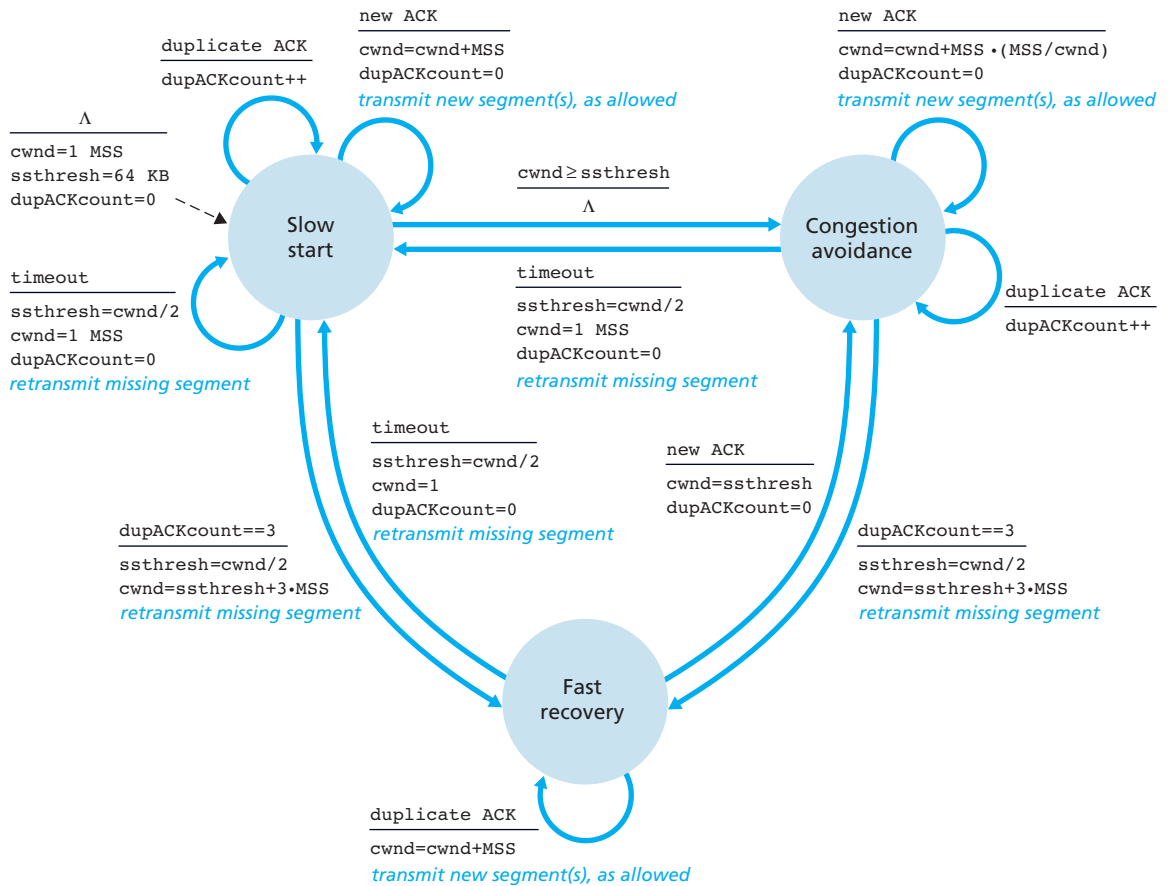 new ACK
cwnd=cwnd+MSS
dupACKcount=0
transmit new segment(s), as allowed
new ACK
cwnd=cwnd+MSS •(MSS/cwnd)
dupACKcount=0
transmit new segment(s), as allowed
duplicate ACK
dupACKcount++
Λ
cwnd=1 MSS
ssthresh=64 KB
dupACKcount=0
Slow
start
cwnd≥ssthresh
Λ
Congestion
avoidance
timeout
ssthresh=cwnd/2
cwnd=1 MSS
dupACKcount=0
retransmit missing segment
timeout
ssthresh=cwnd/2
cwnd=1 MSS
dupACKcount=0
retransmit missing segment
duplicate ACK
dupACKcount++
timeout
ssthresh=cwnd/2
cwnd=1
dupACKcount=0
retransmit missing segment
new ACK
cwnd=ssthresh
dupACKcount=0
dupACKcount==3
ssthresh=cwnd/2
cwnd=ssthresh+3•MSS
retransmit missing segment
dupACKcount==3
ssthresh=cwnd/2
cwnd=ssthresh+3•MSS
retransmit missing segment
Fast
recovery
duplicate ACK
cwnd=cwnd+MSS
transmit new segment(s), as allowed